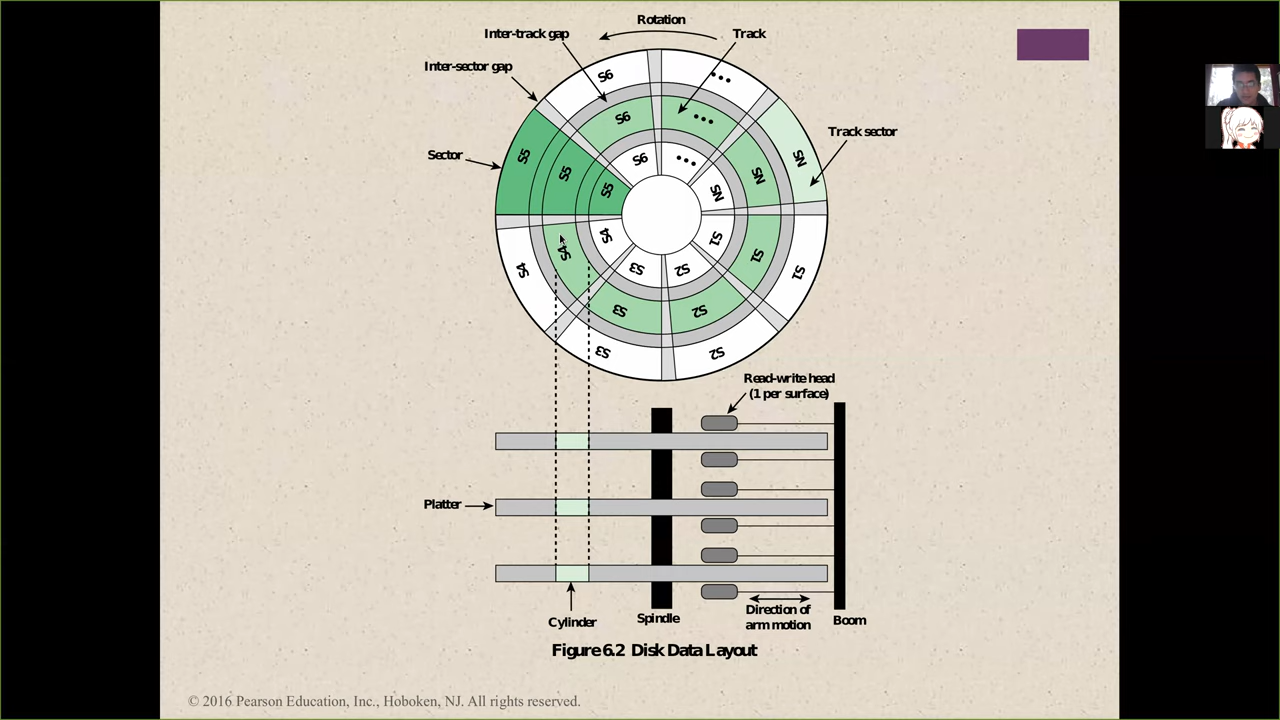 Rotation
Inter-track gap
Track
Inter-sector gap
S6
•••
S6
•••
Track sector
Sector
S5
S5
S5
S6
•••
SN
SN
SN
S4
S4
S4
S3
S2
S1
S1
S1
S3
S2
S3
S2
Read-write head
(1 per surface)
Platter
Cylinder
Spindle
Direction of
arm motion
Boom
Figure 6.2 Disk Data Layout
© 2016 Pearson Education, Inc., Hoboken, NJ. All rights reserved.